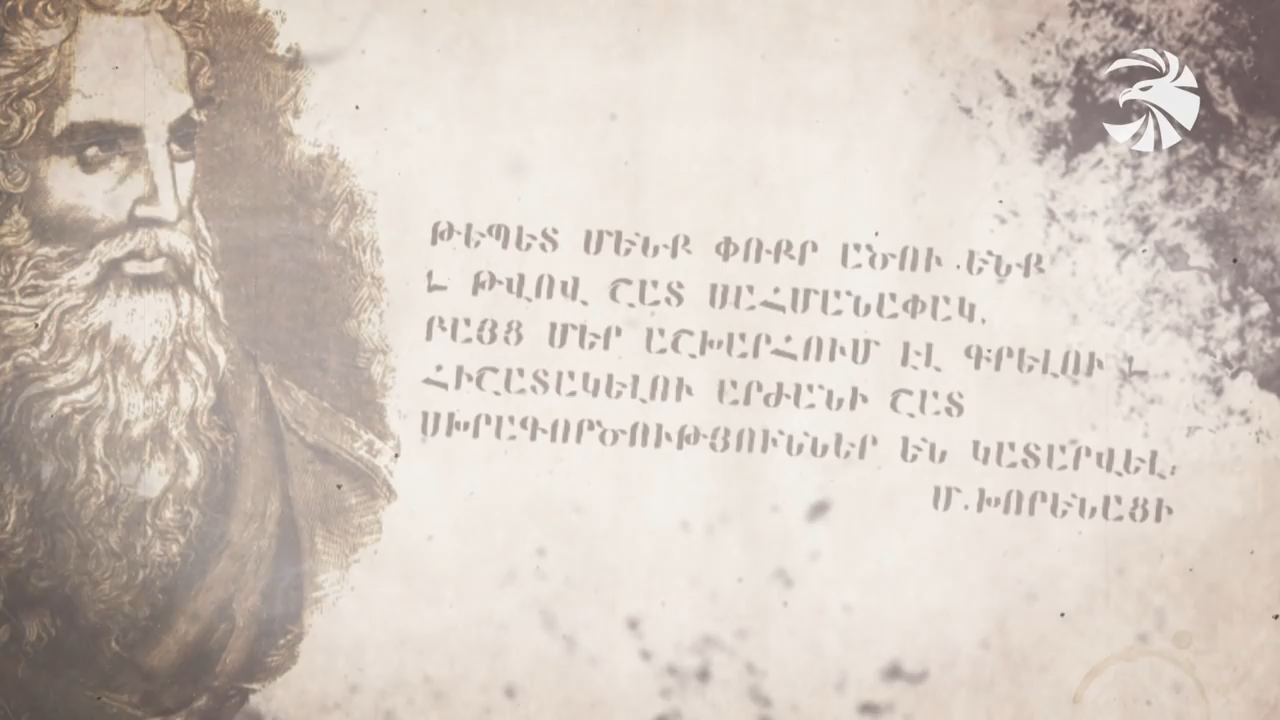 ԹԵՊԵՏ ՄԵՆՔ ՓՈՔՐ ԱԾՈՒ ԵՆՔ
ԵՒ ԹՎՈՎ ՇԱՏ ՍԱՀՄԱՆԱՓԱԿ,
ԲԱՅՑ ՄԵՐ ԱՇԽԱՐՀՈՒՄ ԷԼ ԳՐԵԼՈՒ ԵՒ
ՀԻՇԱՏԱԿԵԼՈՒ ԱՐԺԱՆԻ ՇԱՏ
ՍԽՐԱԳՈՐԾՈՒԹՅՈՒՆՆԵՐ ԵՆ ԿԱՏԱՐՎԵԼ:
Մ.ԽՈՐԵՆԱՑԻ